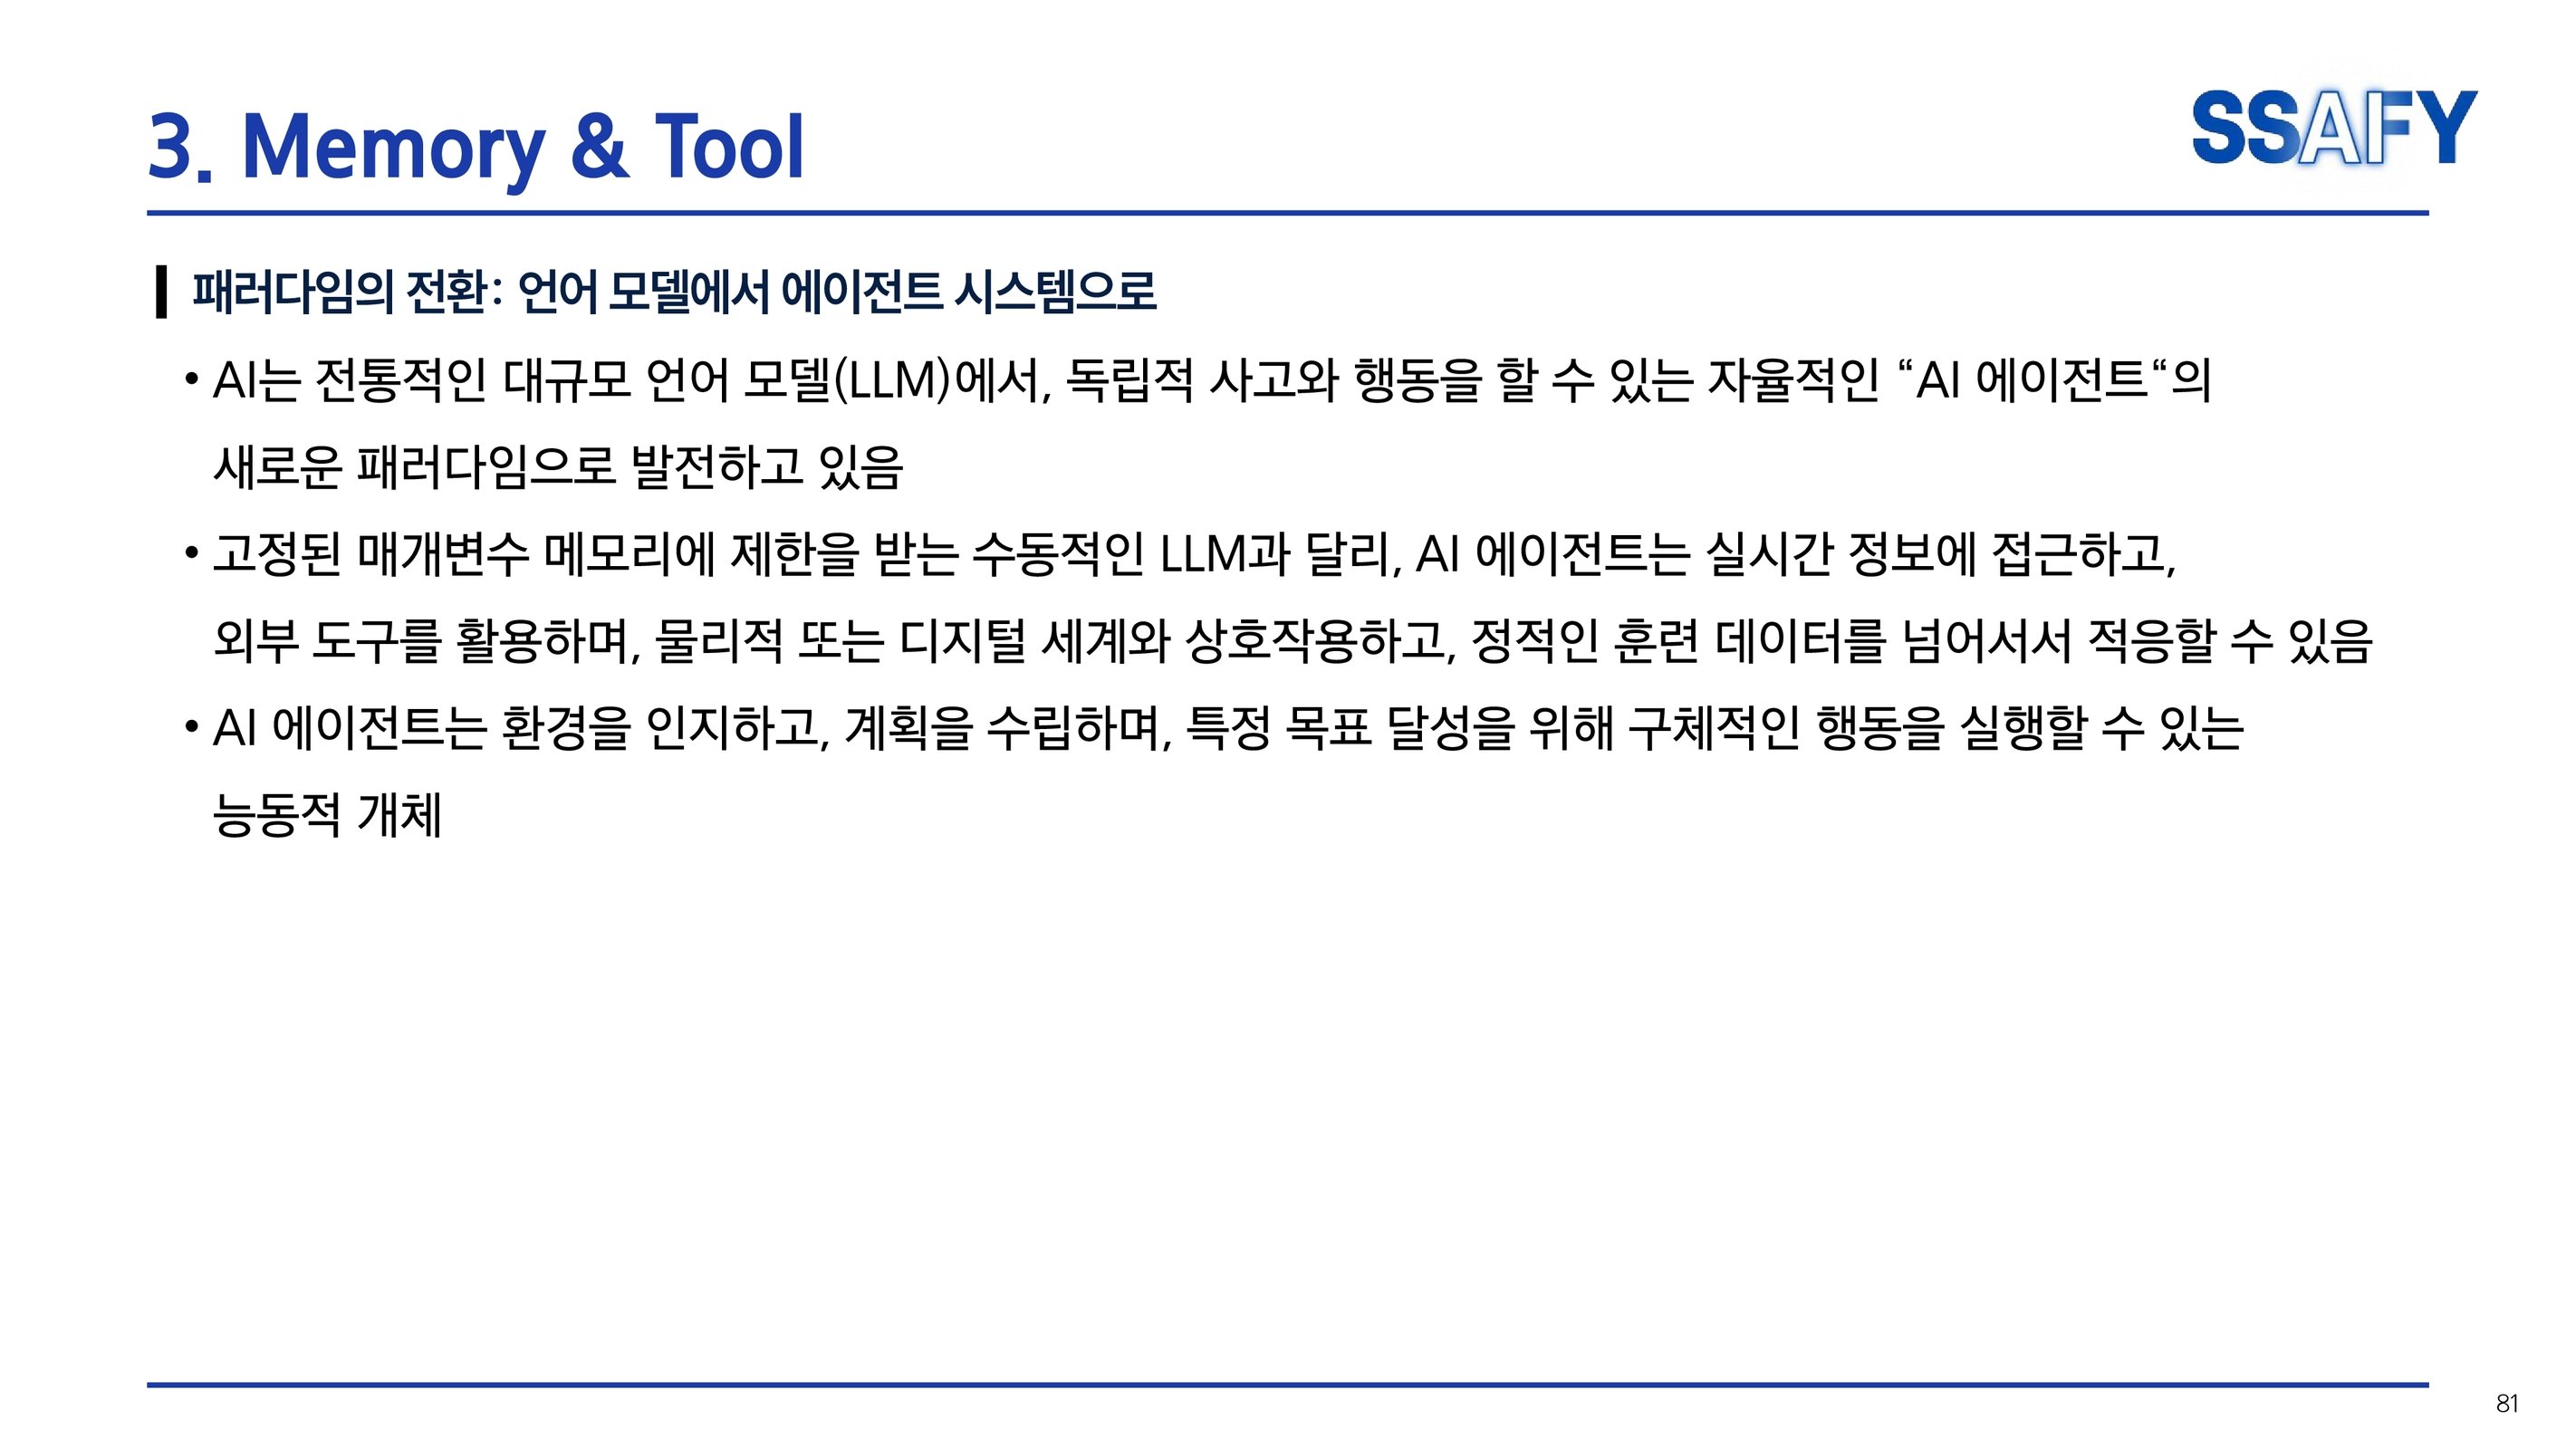 3. Memory & Tool
SSAFY
패러다임의 전환: 언어 모델에서 에이전트 시스템으로
• AI는 전통적인 대규모 언어 모델(LLM)에서, 독립적 사고와 행동을 할 수 있는 자율적인 “AI 에이전트“의
새로운 패러다임으로 발전하고 있음
• 고정된 매개변수 메모리에 제한을 받는 수동적인 LLM과 달리, AI 에이전트는 실시간 정보에 접근하고,
외부 도구를 활용하며, 물리적 또는 디지털 세계와 상호작용하고, 정적인 훈련 데이터를 넘어서서 적응할 수 있음
• AI 에이전트는 환경을 인지하고, 계획을 수립하며, 특정 목표 달성을 위해 구체적인 행동을 실행할 수 있는
능동적 개체
81